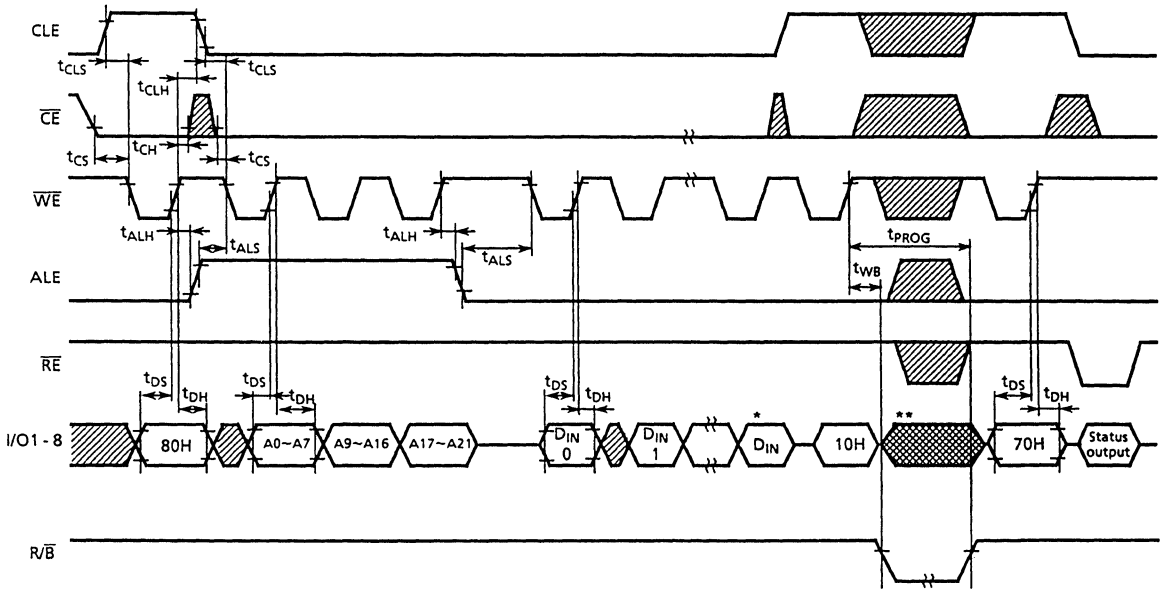 CLE
tCLS
tCLS
tCLH
CE
tCS
tCH
tCS
WE
tALH
tALS
tALH
tALS
tPROG
tWB
ALE
RE
tDS
tDH
tDS
tDH
tDS
tDH
tDS
tDH
I/O1 - 8
80H
A0~A7
A9~A16
A17~A21
DIN 0
DIN 1
*
DIN
10H
**
70H
Status output
R/B